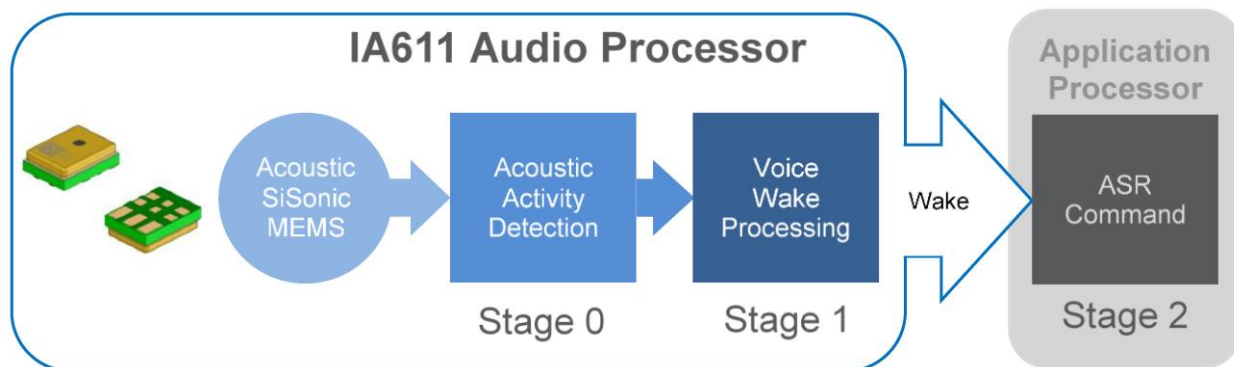 IA611 Audio Processor
Acoustic
SiSonic
MEMS
Acoustic
Activity
Detection
Stage 0
Voice
Wake
Processing
Stage 1
Wake
Application
Processor
ASR
Command
Stage 2